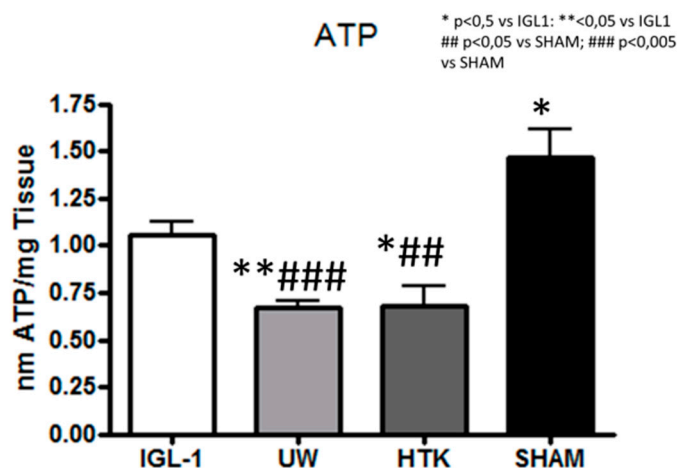 ATP
* p<0,5 vs IGL1: **<0,05 vs IGL1
## p<0,05 vs SHAM; ### p<0,005
vs SHAM
nm ATP/mg Tissue
1.75
1.50
1.25
1.00
0.75
0.50
0.25
0.00
**###
*##
*
IGL-1 UW HTK SHAM